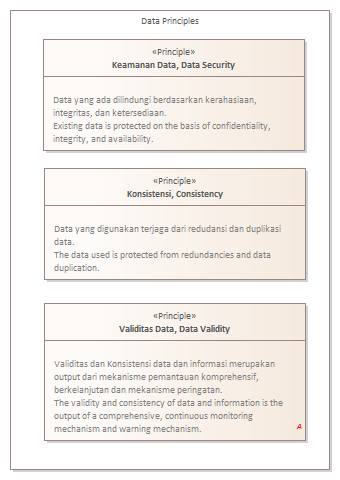 Data Principles
«Principle»
Keamanan Data, Data Security
Data yang ada dilindungi berdasarkan kerahasiaan,
integritas, dan ketersediaan.
Existing data is protected on the basis of confidentiality,
integrity, and availability.
«Principle»
Konsistensi, Consistency
Data yang digunakan terjaga dari redudansi dan duplikasi
data.
The data used is protected from redundancies and data
duplication.
«Principle»
Validitas Data, Data Validity
Validitas dan Konsistensi data dan informasi merupakan
output dari mekanisme pemantauan komprehensif,
berkelanjutan dan mekanisme peringatan.
The validity and consistency of data and information is the
output of a comprehensive, continuous monitoring
mechanism and warning mechanism.
A